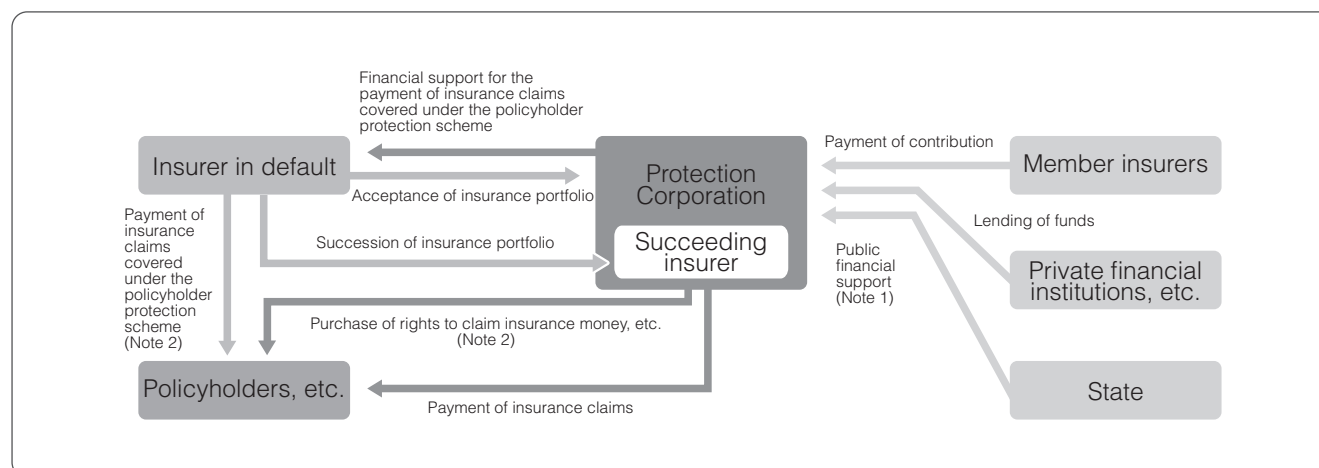 Financial support for the
payment of insurance claims
covered under the policyholder
protection scheme
Insurer in default
Acceptance of insurance portfolio
Protection
Corporation
Payment of contribution
Member insurers
Payment of
insurance
claims
covered
under the
policyholder
protection
scheme
(Note 2)
Succession of insurance portfolio
Succeeding
insurer
Lending of funds
Public
financial
support
(Note 1)
Private financial
institutions, etc.
Purchase of rights to claim insurance money, etc.
(Note 2)
Policyholders, etc.
Payment of insurance claims
State